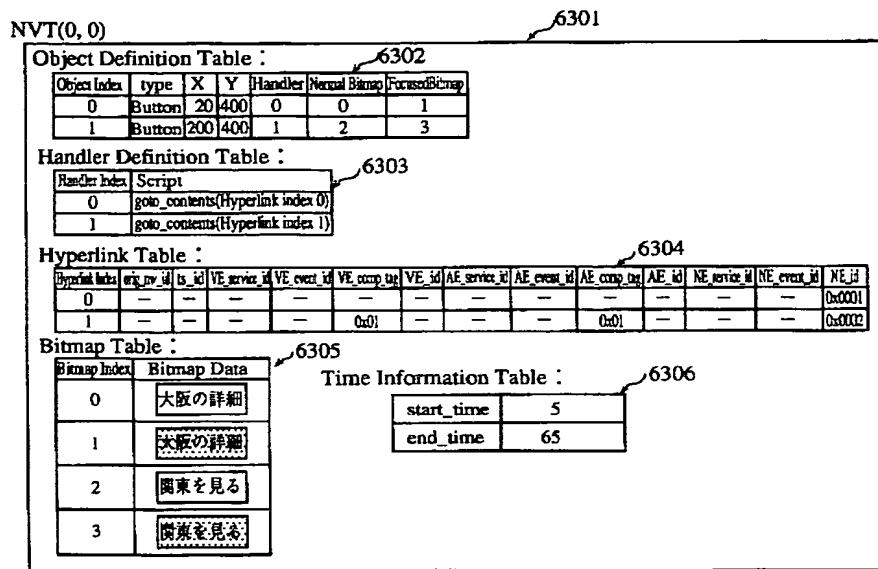 6301
NVT(0, 0)
Object Definition Table :
6302
Object Index type X Y Handler Normal Bitmap FocusedBitmap
0 Button 20 400 0 0 1
1 Button 200 400 1 2 3
Handler Definition Table :
6303
Handler Index Script
0 goto_contents(Hyperlink index 0)
1 goto_contents(Hyperlink index 1)
Hyperlink Table :
6304
Hyperlink Index orig_nw_id ts_id VE_service_id VE_event_id VE_comp_tag VE_id AE_service_id AE_event_id AE_comp_tag AE_id NE_service_id NE_event_id NE_id
0 — — — — — — — — — — — — 0x0001
1 — — — — 0x01 — — — 0x01 — — — 0x0002
Bitmap Table :
6305
Bitmap Index Bitmap Data
0 大阪の詳細
1 大阪の詳細
2 関東を見る
3 関東を見る
Time Information Table :
6306
start_time 5
end_time 65